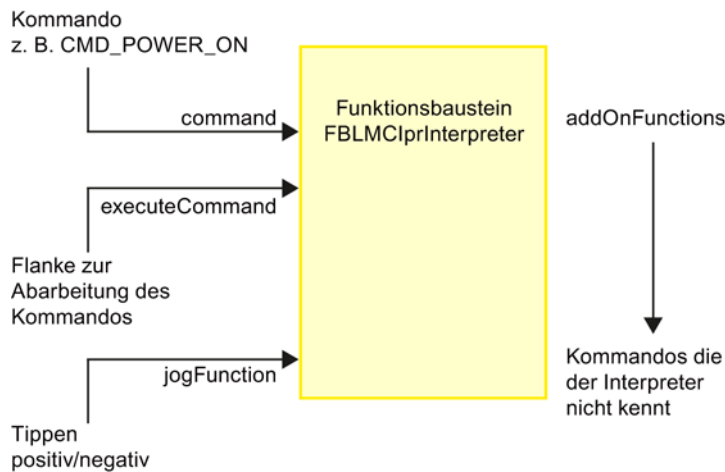 Kommando
z. B. CMD_POWER_ON
command
Funktionsbaustein
FBLMCIprInterpreter
addOnFunctions
executeCommand
Flanke zur
Abarbeitung des
Kommandos
jogFunction
Kommandos die
der Interpreter
nicht kennt
Tippen
positiv/negativ